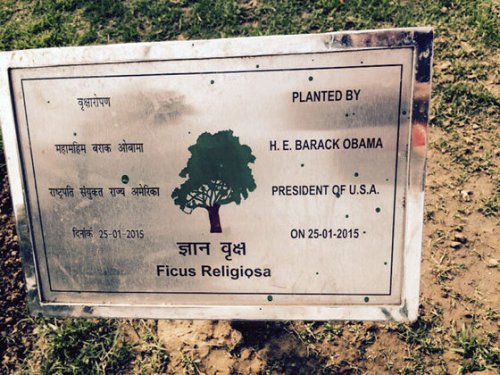 वृक्षारोपण
महामहिम बराक ओबामा
राष्ट्रपति संयुक्त राज्य अमेरिका
दिनांक 25-01-2015
PLANTED BY
H. E. BARACK OBAMA
PRESIDENT OF U.S.A.
ON 25-01-2015
ज्ञान वृक्ष
Ficus Religiosa